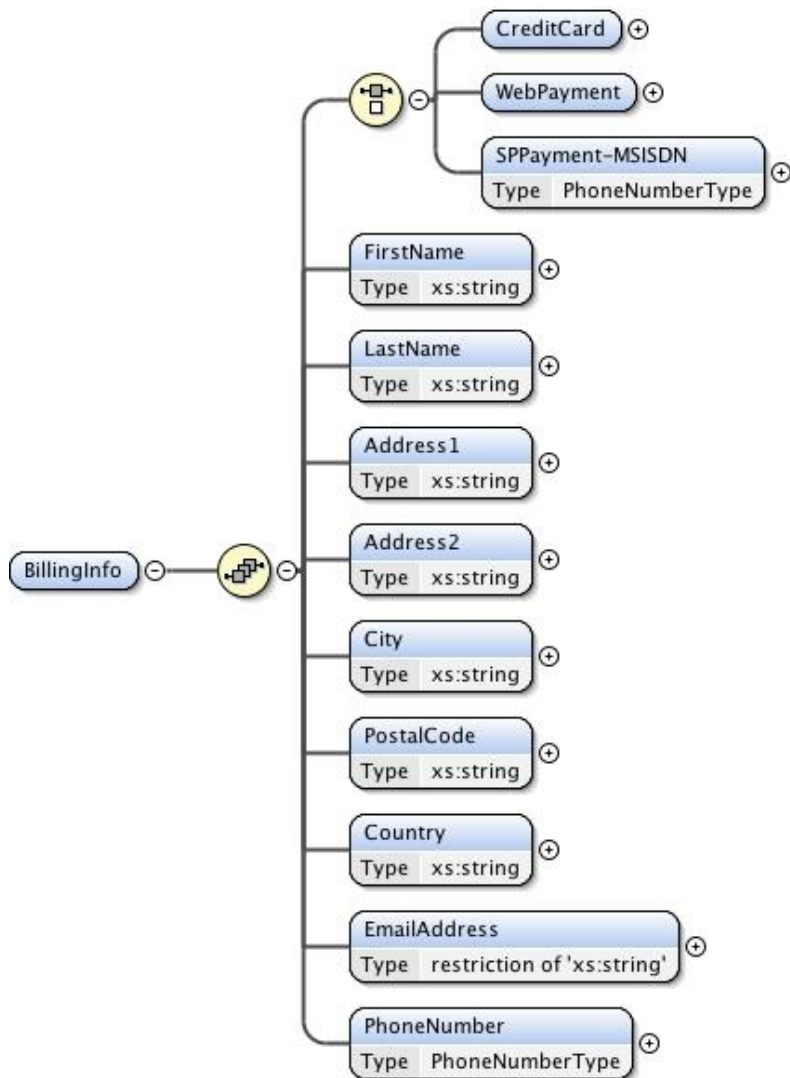 CreditCard
WebPayment
SPPayment-MSISDN
Type PhoneNumberType
FirstName
Type xs:string
LastName
Type xs:string
Address1
Type xs:string
BillingInfo
Address2
Type xs:string
City
Type xs:string
PostalCode
Type xs:string
Country
Type xs:string
EmailAddress
Type restriction of 'xs:string'
PhoneNumber
Type PhoneNumberType